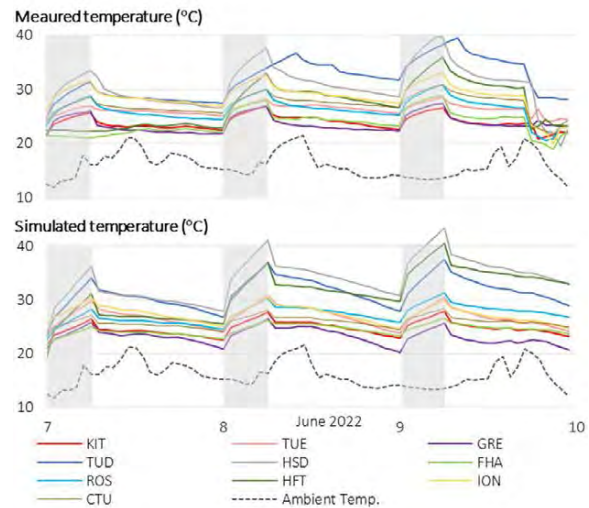 Meaured temperature (°C)
40
30
20
10
Simulated temperature (°C)
40
30
20
10
7 8 June 2022 9 10
KIT TUE GRE
TUD HSD FHA
ROS HFT ION
CTU Ambient Temp.